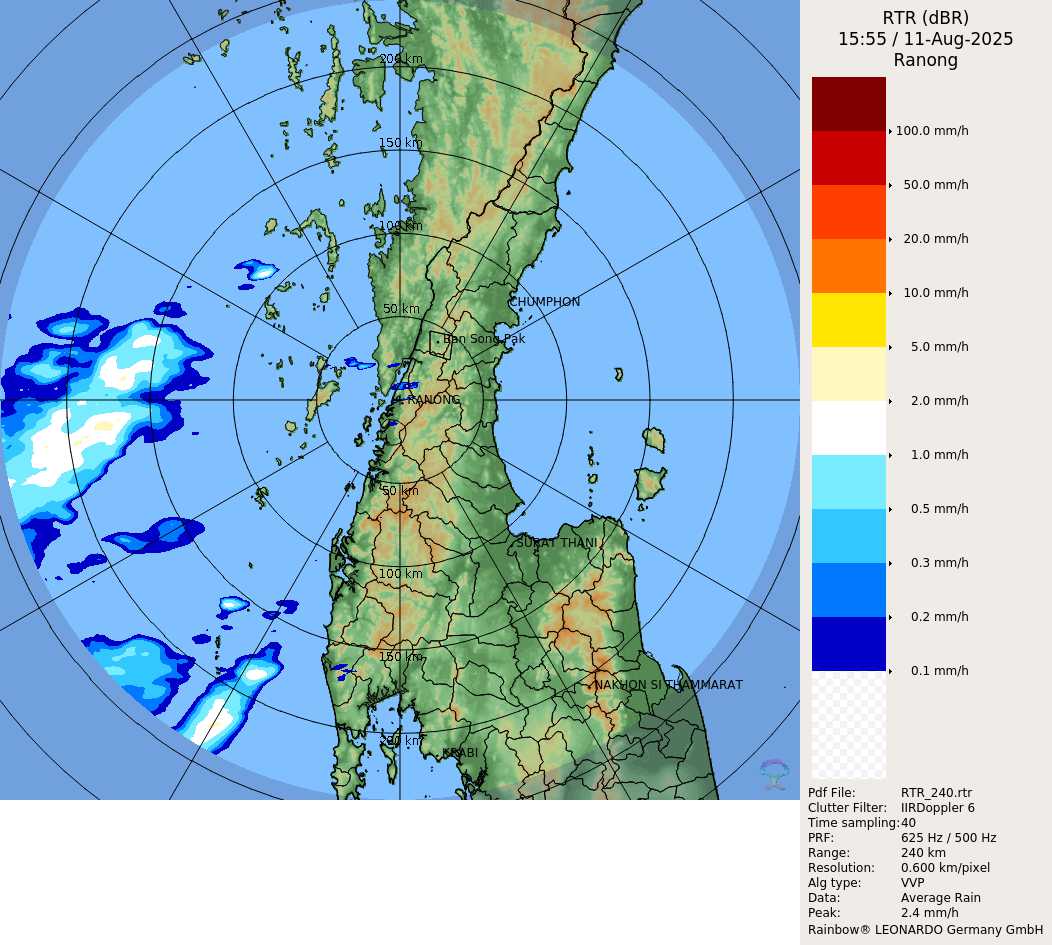 RTR (dBR)
15:55 / 11-Aug-2025
Ranong
200 km
150 km
100 km
50 km
CHUMPHON
Ban Song Pak
RANONG
50 km
SURAT THANI
100 km
150 km
NAKHON SI THAMMARAT
200 km
KRABI
100.0 mm/h
50.0 mm/h
20.0 mm/h
10.0 mm/h
5.0 mm/h
2.0 mm/h
1.0 mm/h
0.5 mm/h
0.3 mm/h
0.2 mm/h
0.1 mm/h
Pdf File: RTR_240.rtr
Clutter Filter: IIRDoppler 6
Time sampling:40
PRF: 625 Hz / 500 Hz
Range: 240 km
Resolution: 0.600 km/pixel
Alg type: VVP
Data: Average Rain
Peak: 2.4 mm/h
Rainbow® LEONARDO Germany GmbH